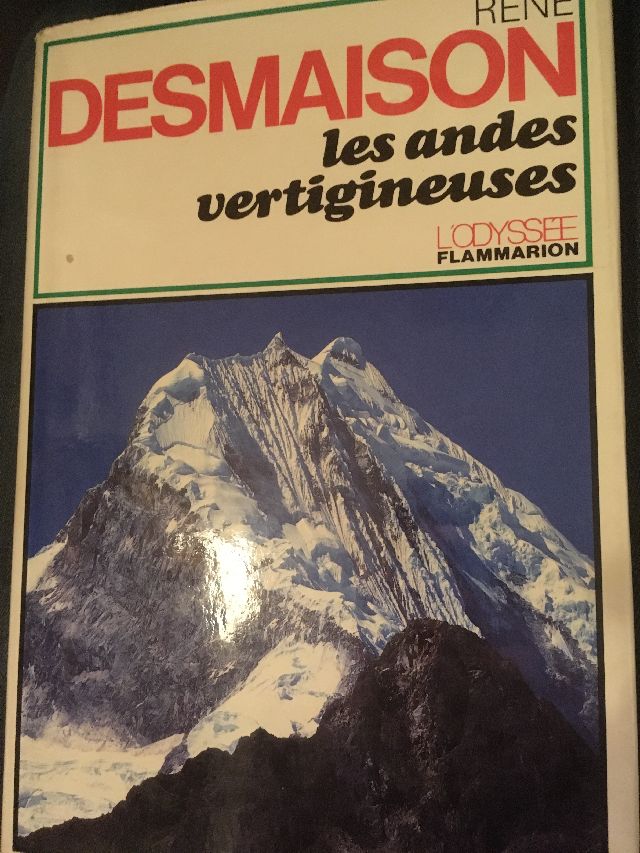 RENÉ
DESMAISON
les andes
vertigineuses
L'ODYSSÉE
FLAMMARION